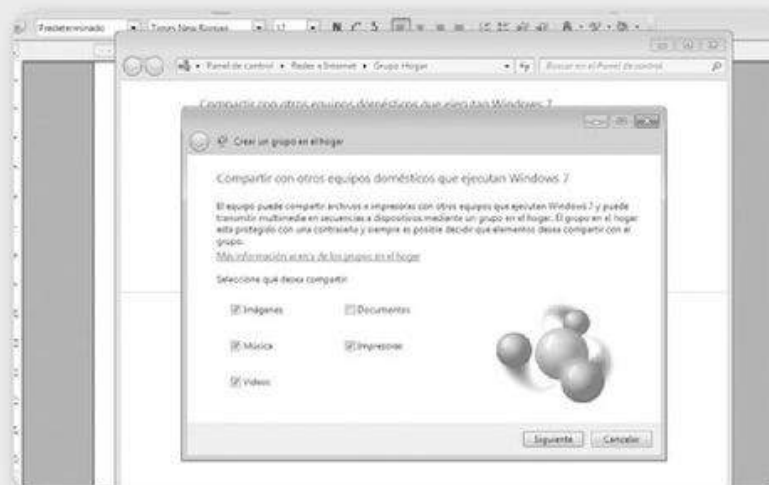 Predeterminado Times New Roman 12 N C S
Panel de control Redes e Internet Grupo Hogar Buscar en el Panel de control
Compartir con otros equipos domésticos que ejecutan Windows 7
Crear un grupo en el hogar
Compartir con otros equipos domésticos que ejecutan Windows 7
El equipo puede compartir archivos e impresoras con otros equipos que ejecutan Windows 7 y puede
transmitir multimedia en secuencias a dispositivos mediante un grupo en el hogar. El grupo en el hogar
está protegido con una contraseña y siempre es posible decidir qué elementos desea compartir con el
grupo.
Más información acerca de los grupos en el hogar
Seleccione qué desea compartir:
Imágenes Documentos
Música Impresoras
Videos
Siguiente Cancelar